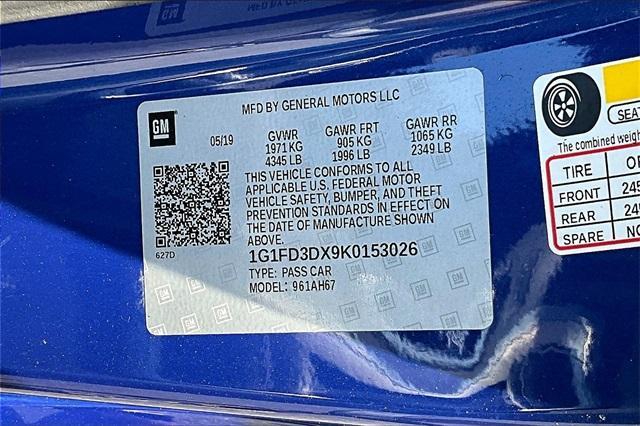 MFD BY GENERAL MOTORS LLC
GM
05/19
GVWR GAWR FRT GAWR RR
1971 KG 905 KG 1065 KG
4345 LB 1996 LB 2349 LB
THIS VEHICLE CONFORMS TO ALL
APPLICABLE U.S. FEDERAL MOTOR
VEHICLE SAFETY, BUMPER, AND THEFT
PREVENTION STANDARDS IN EFFECT ON
THE DATE OF MANUFACTURE SHOWN
ABOVE.
627D
1G1FD3DX9K0153026
TYPE: PASS CAR
MODEL: 961AH67
SEAT
The combined weigh
TIRE
FRONT 245
REAR
SPARE